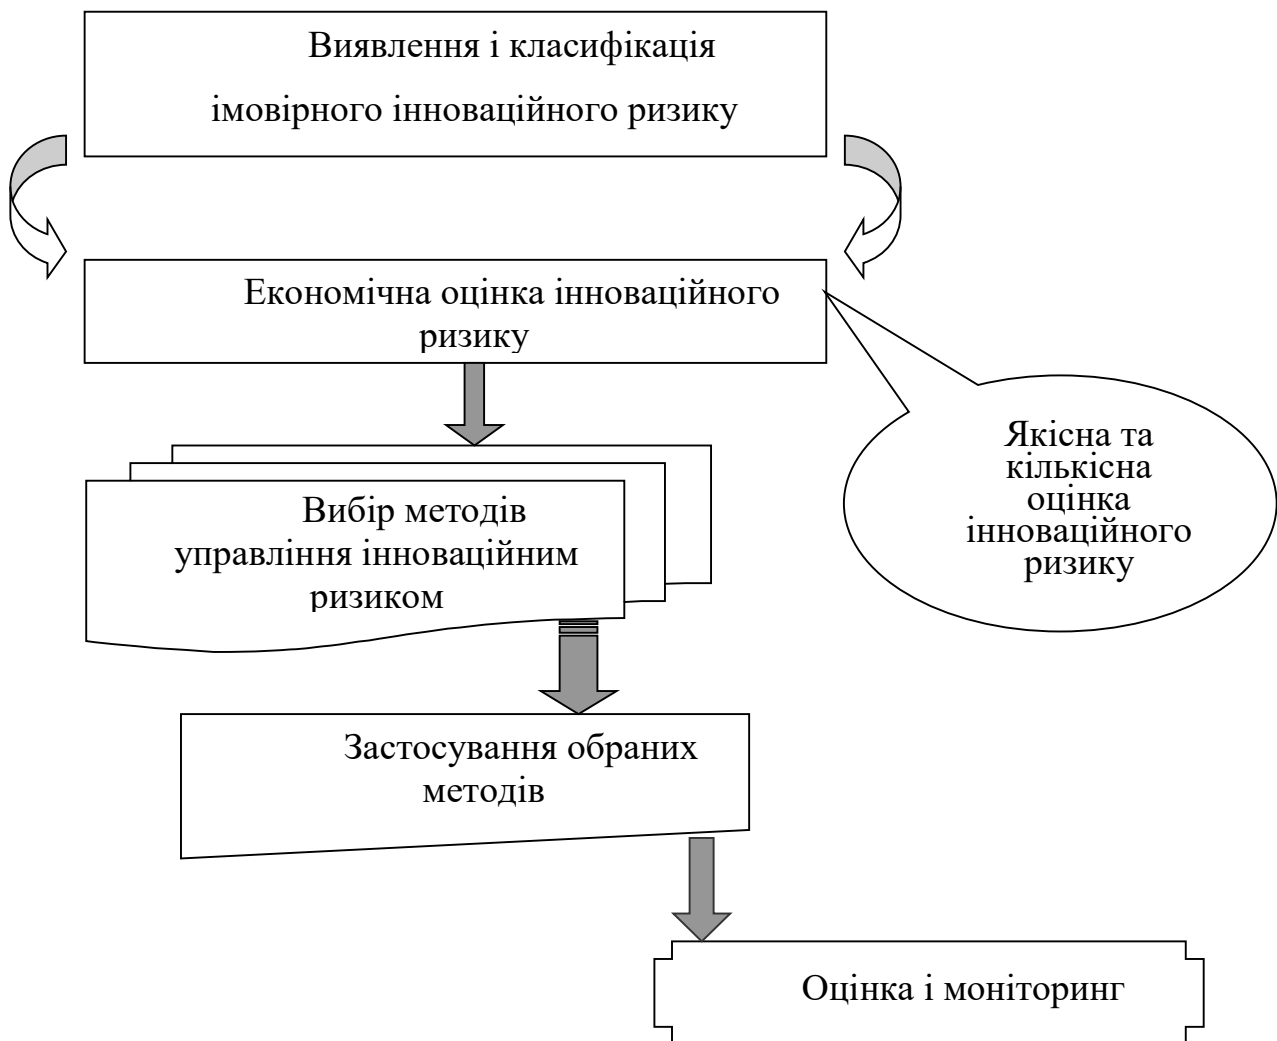 Виявлення і класифікація
імовірного інноваційного ризику
Економічна оцінка інноваційного
ризику
Якісна та
кількісна
оцінка
інноваційного
ризику
Вибір методів
управління інноваційним
ризиком
Застосування обраних
методів
Оцінка і моніторинг